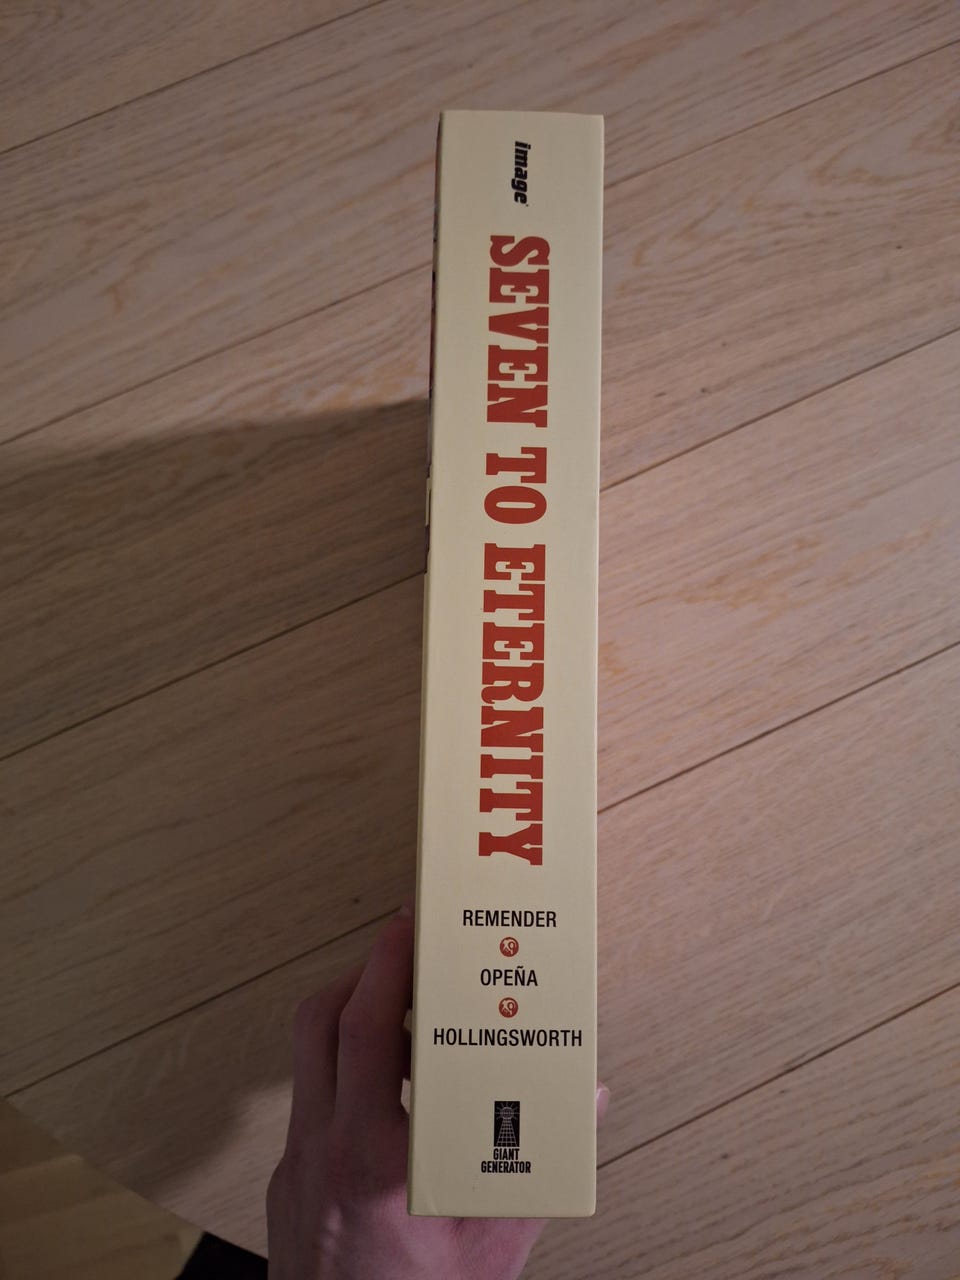 image
SEVEN TO ETERNITY
REMENDER
OPEÑA
HOLLINGSWORTH
GIANT
GENERATOR